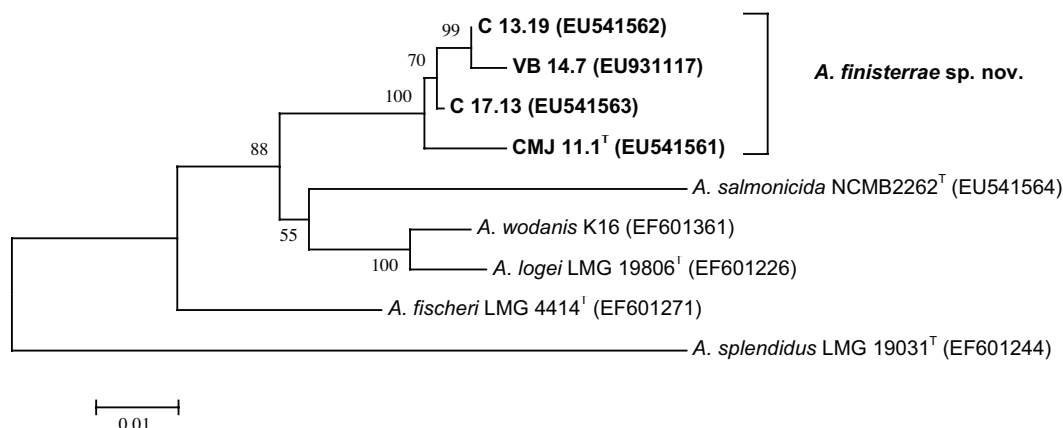 C 13.19 (EU541562)
99
VB 14.7 (EU931117)
70
A. finisterrae sp. nov.
C 17.13 (EU541563)
100
CMJ 11.1ᵀ (EU541561)
88
A. salmonicida NCMB2262ᵀ (EU541564)
A. wodanis K16 (EF601361)
55
A. logei LMG 19806ᵀ (EF601226)
100
A. fischeri LMG 4414ᵀ (EF601271)
A. splendidus LMG 19031ᵀ (EF601244)
0.01